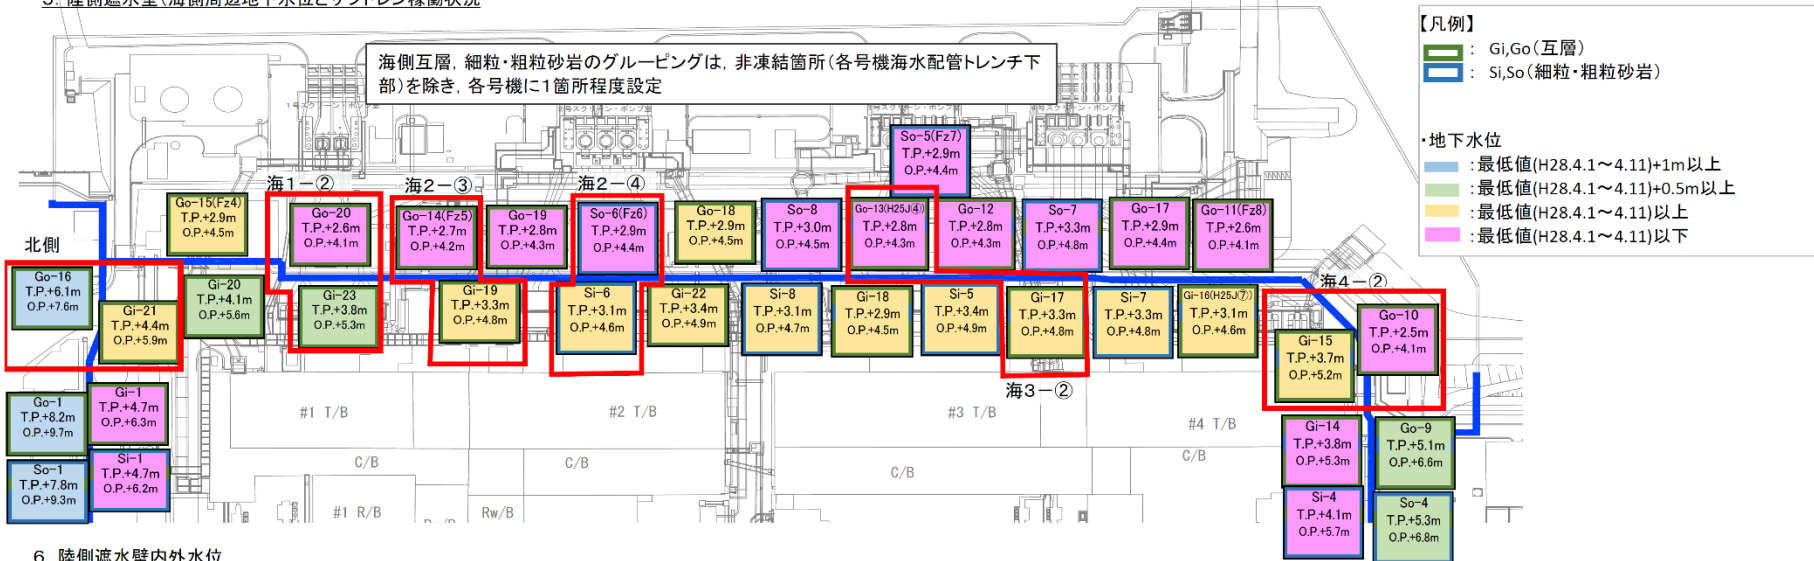 5. 陸側遮水壁(海側周辺地下水位とサブドレン稼働状況
【凡例】
： Gi,Go(互層)
： Si,So(細粒・粗粒砂岩)
・地下水位
：最低値(H28.4.1～4.11)+1m以上
：最低値(H28.4.1～4.11)+0.5m以上
：最低値(H28.4.1～4.11)以上
：最低値(H28.4.1～4.11)以下
海側互層，細粒・粗粒砂岩のグルーピングは，非凍結箇所(各号機海水配管トレンチ下
部)を除き，各号機に1箇所程度設定
So-5(Fz7)
T.P.+2.9m
O.P.+4.4m
海1－②
海2－③
海2－④
Go-15(Fz4)
T.P.+2.9m
O.P.+4.5m
Go-20
T.P.+2.6m
O.P.+4.1m
Go-14(Fz5)
T.P.+2.7m
O.P.+4.2m
Go-19
T.P.+2.8m
O.P.+4.3m
So-6(Fz6)
T.P.+2.9m
O.P.+4.4m
Go-18
T.P.+2.9m
O.P.+4.5m
So-8
T.P.+3.0m
O.P.+4.5m
Go-13(H25J④)
T.P.+2.8m
O.P.+4.3m
Go-12
T.P.+2.8m
O.P.+4.3m
So-7
T.P.+3.3m
O.P.+4.8m
Go-17
T.P.+2.9m
O.P.+4.4m
Go-11(Fz8)
T.P.+2.6m
O.P.+4.1m
北側
Go-16
T.P.+6.1m
O.P.+7.6m
Gi-21
T.P.+4.4m
O.P.+5.9m
Gi-20
T.P.+4.1m
O.P.+5.6m
Gi-23
T.P.+3.8m
O.P.+5.3m
Gi-19
T.P.+3.3m
O.P.+4.8m
Si-6
T.P.+3.1m
O.P.+4.6m
Gi-22
T.P.+3.4m
O.P.+4.9m
Si-8
T.P.+3.1m
O.P.+4.7m
Gi-18
T.P.+2.9m
O.P.+4.5m
Si-5
T.P.+3.4m
O.P.+4.9m
Gi-17
T.P.+3.3m
O.P.+4.8m
Si-7
T.P.+3.3m
O.P.+4.8m
Gi-16(H25J⑦)
T.P.+3.1m
O.P.+4.6m
海4－②
Gi-15
T.P.+3.7m
O.P.+5.2m
Go-10
T.P.+2.5m
O.P.+4.1m
海3－②
Go-1
T.P.+8.2m
O.P.+9.7m
Gi-1
T.P.+4.7m
O.P.+6.3m
So-1
T.P.+7.8m
O.P.+9.3m
Si-1
T.P.+4.7m
O.P.+6.2m
#1 T/B
#2 T/B
#3 T/B
#4 T/B
C/B
C/B
C/B
C/B
#1 R/B
Rw/B
Gi-14
T.P.+3.8m
O.P.+5.3m
Go-9
T.P.+5.1m
O.P.+6.6m
Si-4
T.P.+4.1m
O.P.+5.7m
So-4
T.P.+5.3m
O.P.+6.8m
6. 陸側遮水壁内外水位